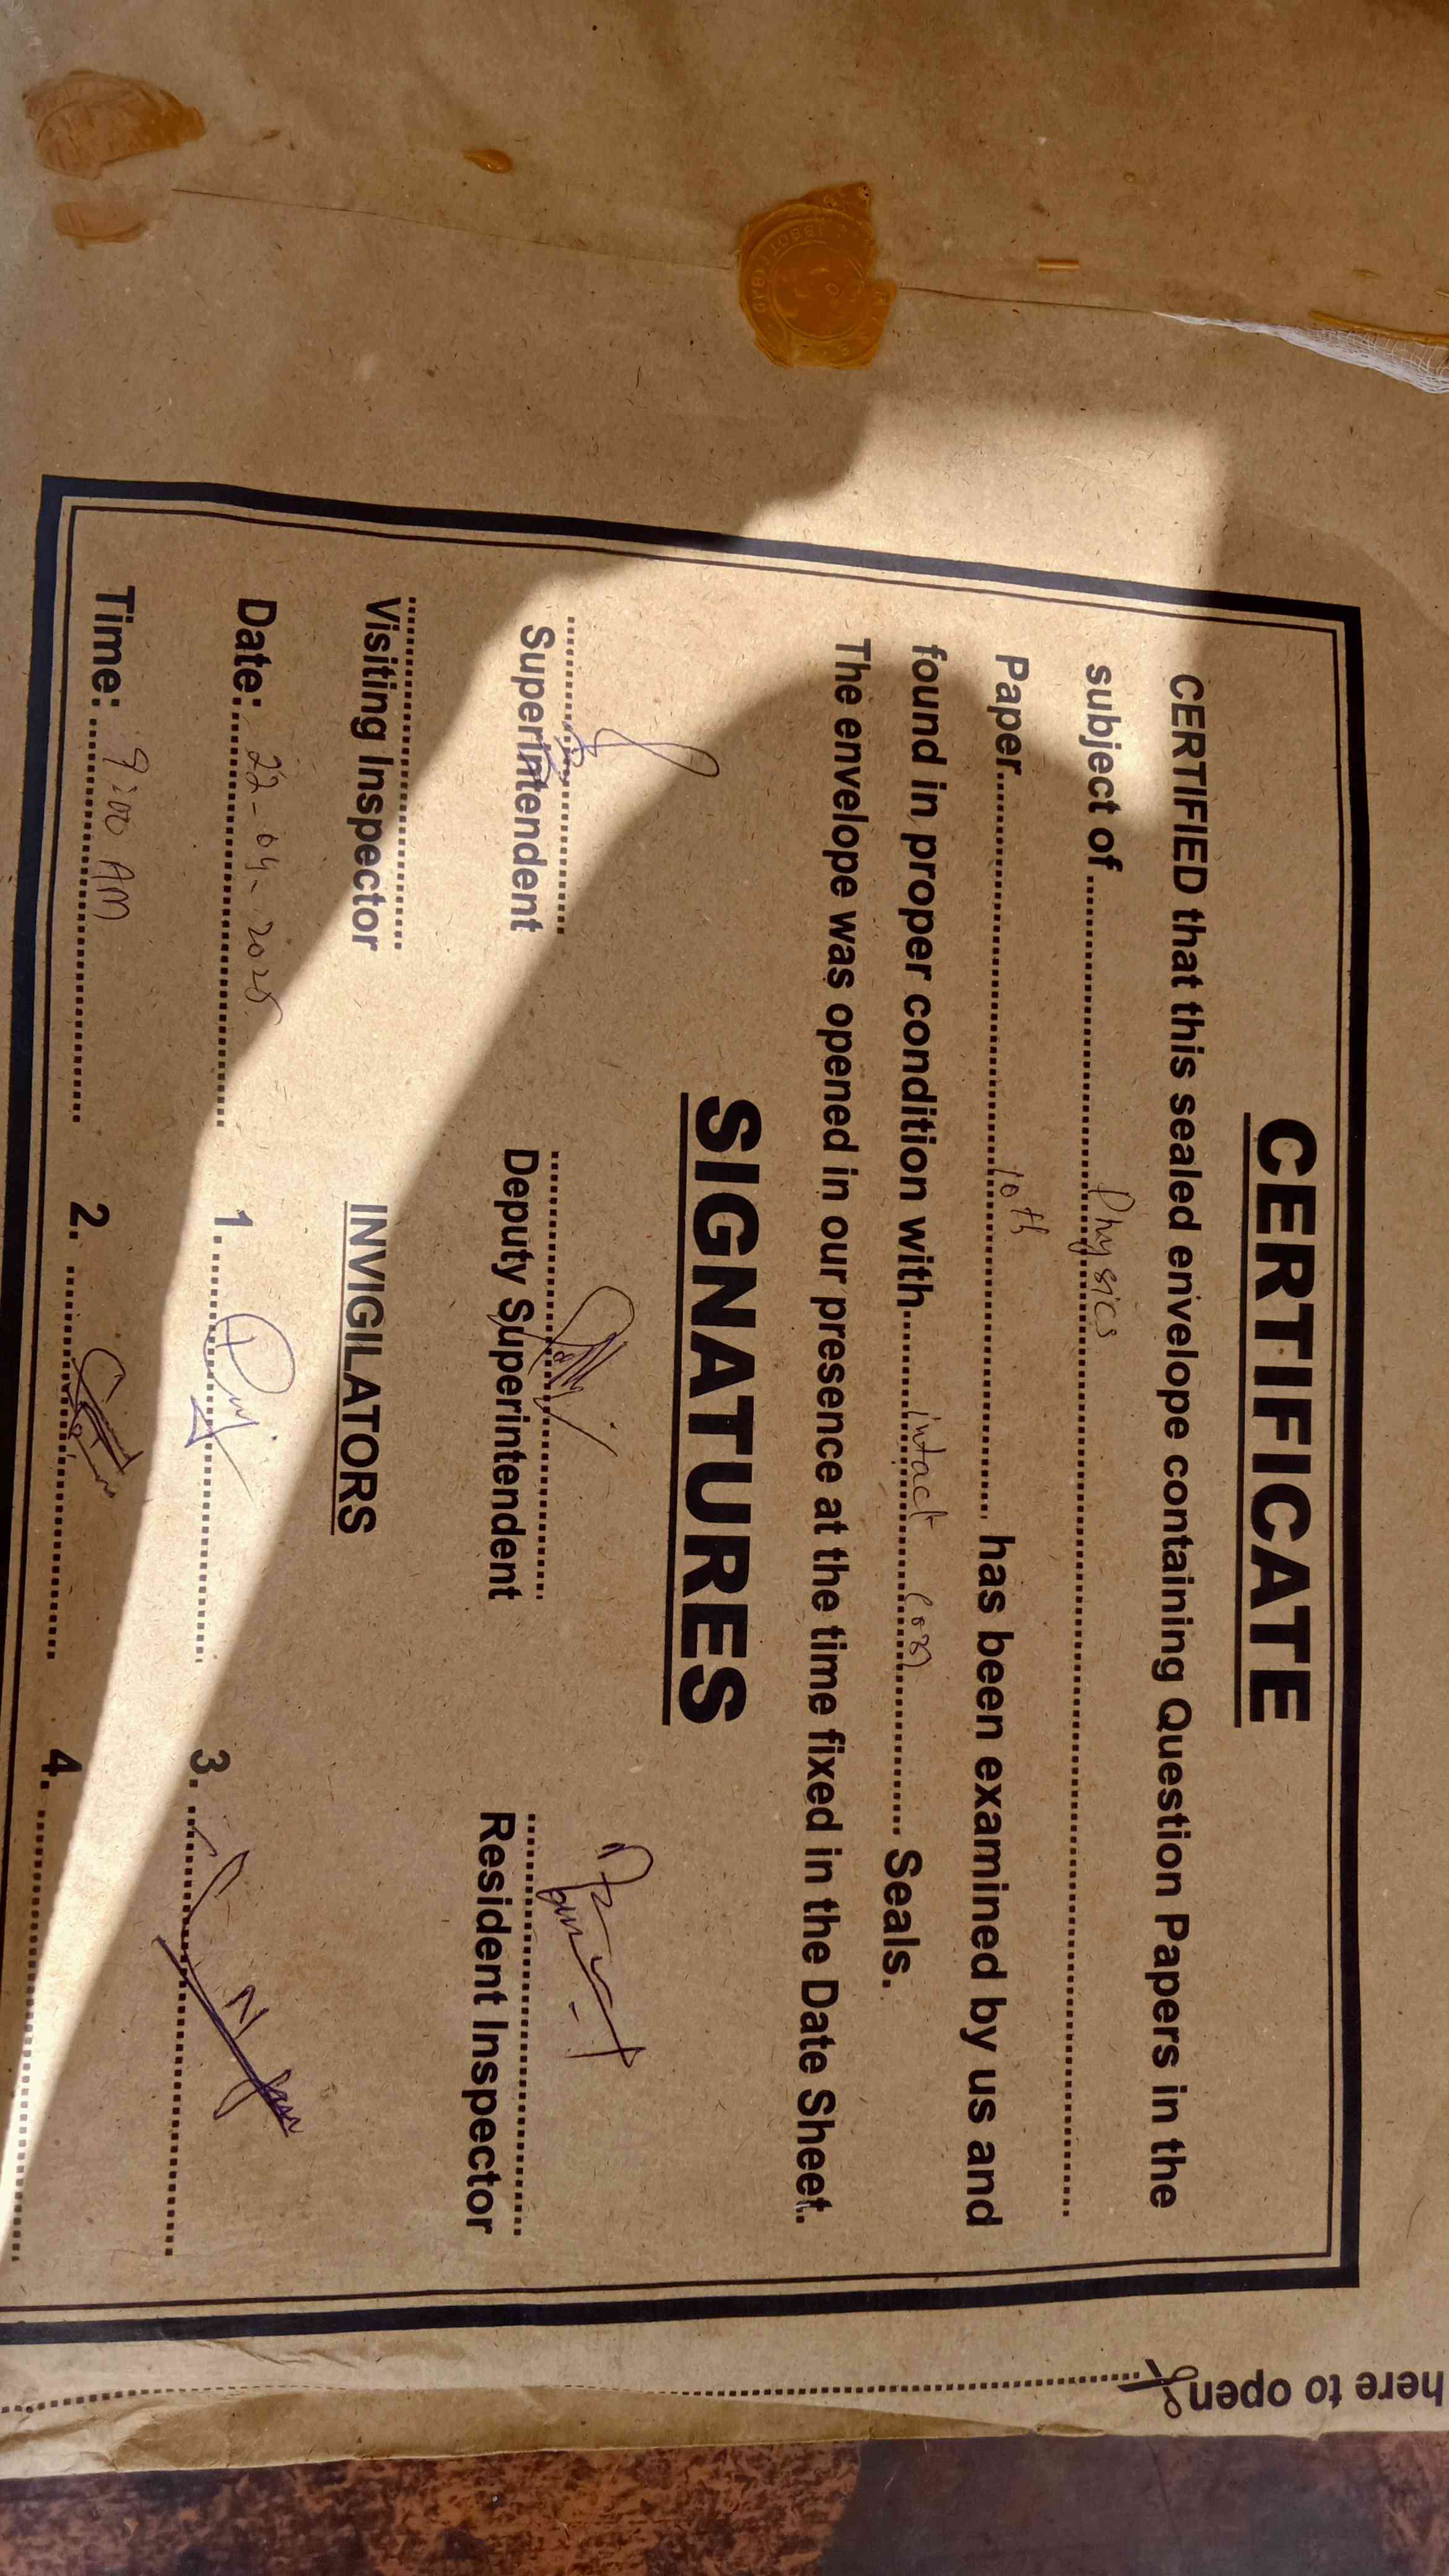 CERTIFICATE
CERTIFIED that this sealed envelope containing Question Papers in the
subject of Physics
Paper 10th has been examined by us and
found in proper condition with intact Seals.
The envelope was opened in our presence at the time fixed in the Date Sheet.
SIGNATURES
Superintendent Deputy Superintendent Resident Inspector
Visiting Inspector INVIGILATORS
Date: 22-04-2025 1. 3.
Time: 9:00 AM 2. 4.
here to open